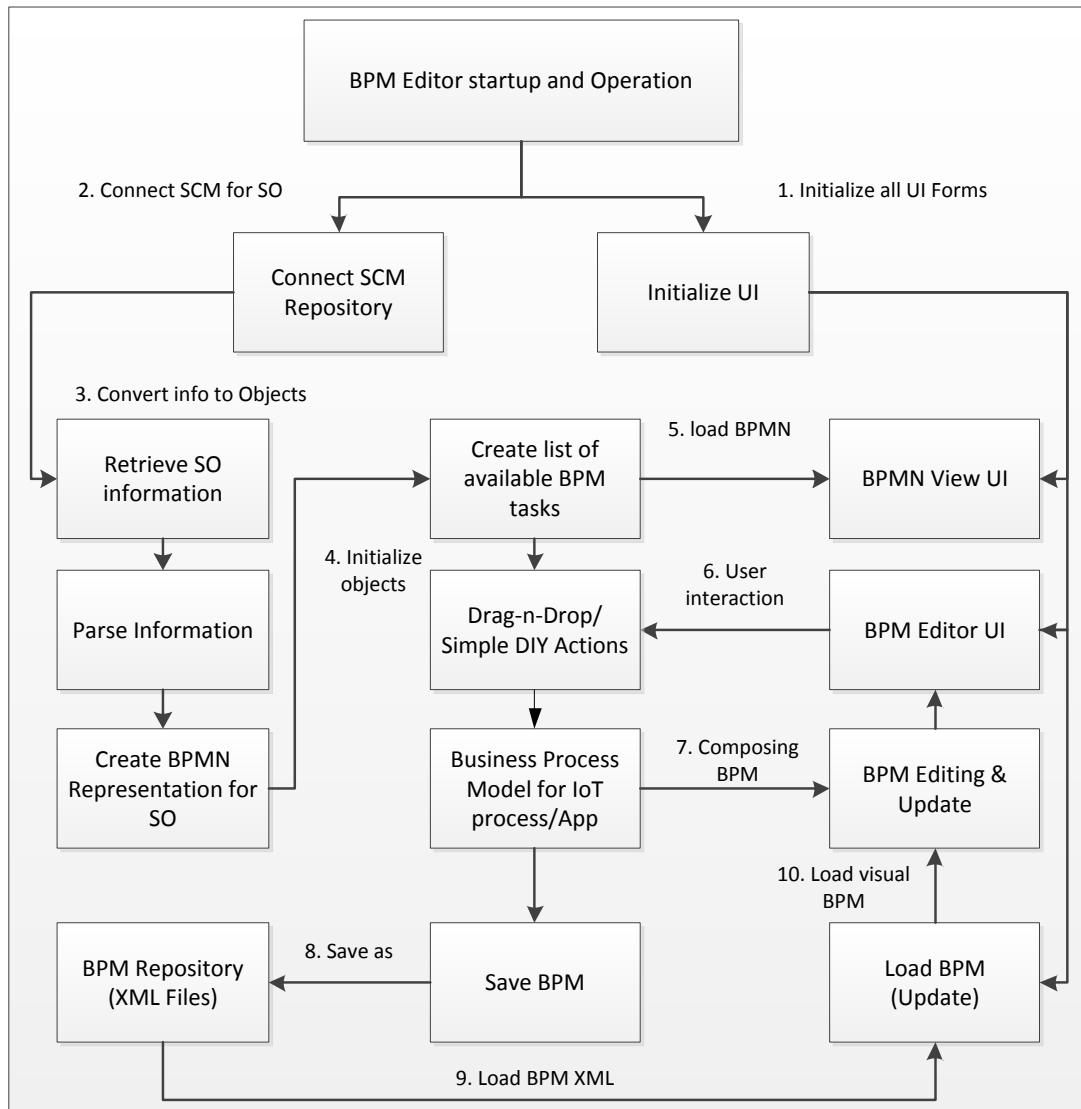 BPM Editor startup and Operation
2. Connect SCM for SO
1. Initialize all UI Forms
Connect SCM
Repository
Initialize UI
3. Convert info to Objects
Retrieve SO
information
Create list of
available BPM
tasks
5. load BPMN
BPMN View UI
4. Initialize
objects
Parse Information
Drag-n-Drop/
Simple DIY Actions
6. User
interaction
BPM Editor UI
Create BPMN
Representation for
SO
Business Process
Model for IoT
process/App
7. Composing
BPM
BPM Editing &
Update
10. Load visual
BPM
BPM Repository
(XML Files)
8. Save as
Save BPM
Load BPM
(Update)
9. Load BPM XML